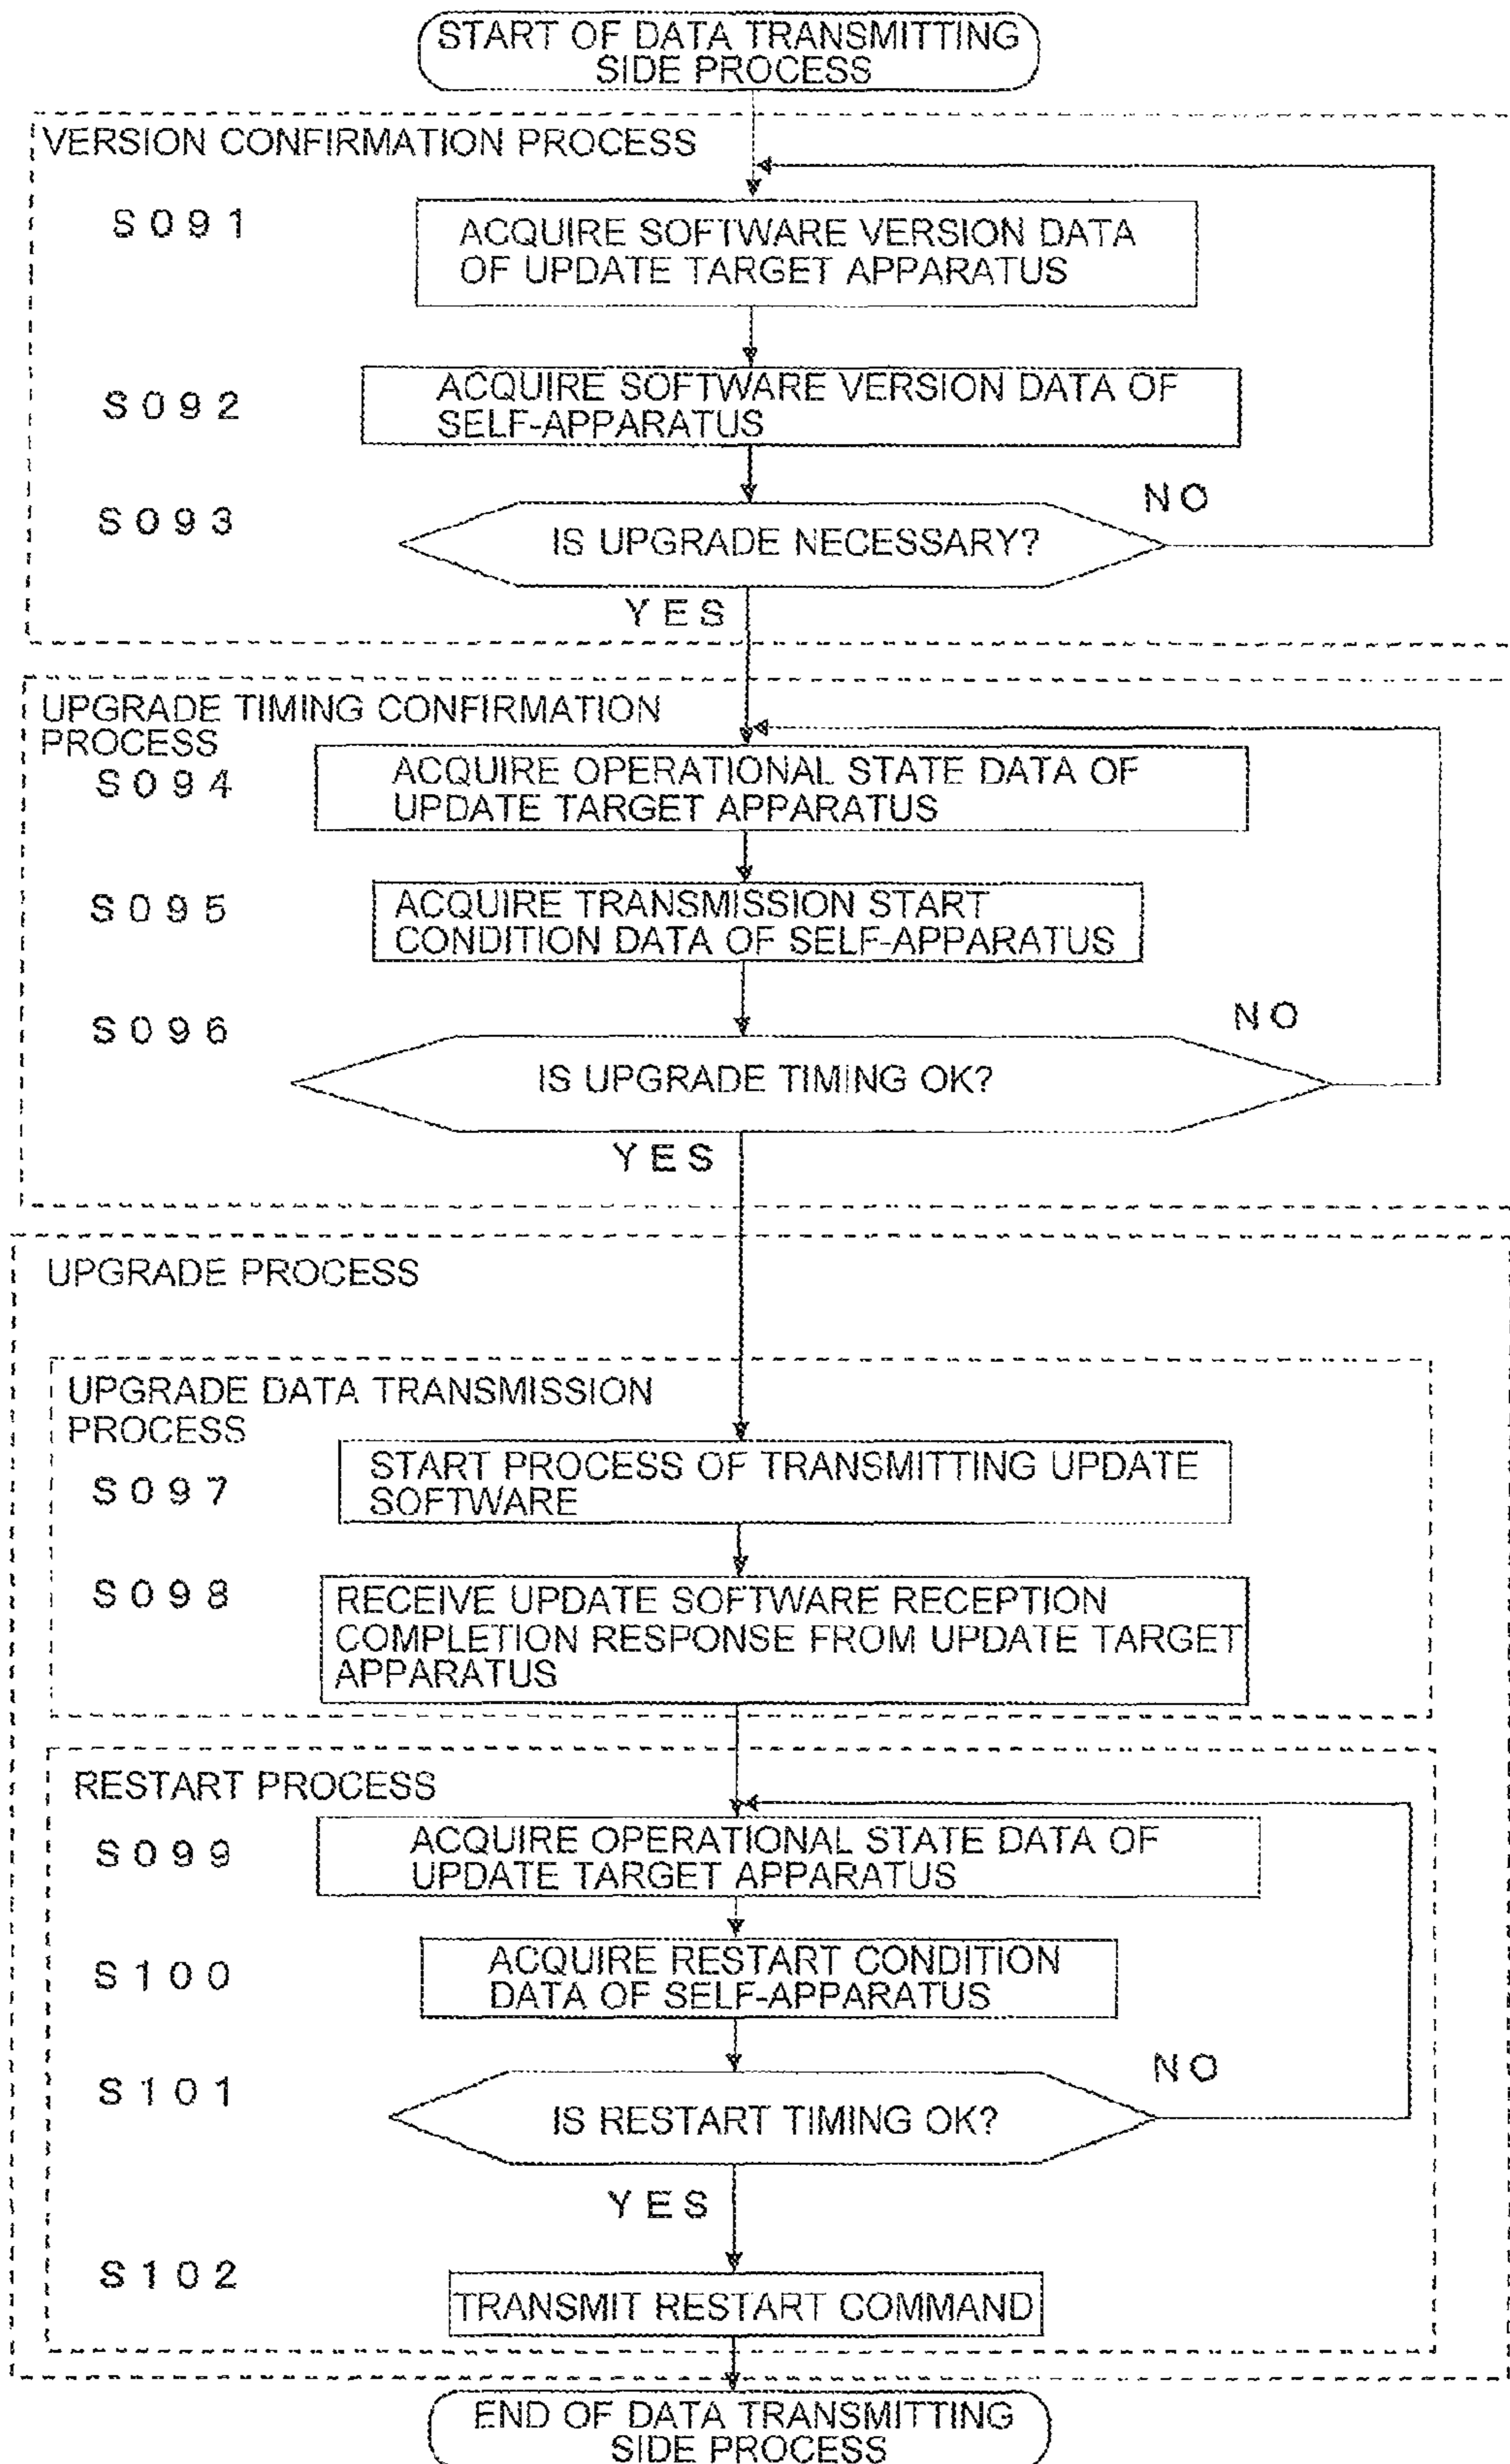 START OF DATA TRANSMITTING
SIDE PROCESS
VERSION CONFIRMATION PROCESS
S091
ACQUIRE SOFTWARE VERSION DATA
OF UPDATE TARGET APPARATUS
S092
ACQUIRE SOFTWARE VERSION DATA OF
SELF-APPARATUS
S093
IS UPGRADE NECESSARY?
NO
YES
UPGRADE TIMING CONFIRMATION
PROCESS
S094
ACQUIRE OPERATIONAL STATE DATA OF
UPDATE TARGET APPARATUS
S095
ACQUIRE TRANSMISSION START
CONDITION DATA OF SELF-APPARATUS
S096
IS UPGRADE TIMING OK?
NO
YES
UPGRADE PROCESS
UPGRADE DATA TRANSMISSION
PROCESS
S097
START PROCESS OF TRANSMITTING UPDATE
SOFTWARE
S098
RECEIVE UPDATE SOFTWARE RECEPTION
COMPLETION RESPONSE FROM UPDATE TARGET
APPARATUS
RESTART PROCESS
S099
ACQUIRE OPERATIONAL STATE DATA OF
UPDATE TARGET APPARATUS
S100
ACQUIRE RESTART CONDITION
DATA OF SELF-APPARATUS
S101
IS RESTART TIMING OK?
NO
YES
S102
TRANSMIT RESTART COMMAND
END OF DATA TRANSMITTING
SIDE PROCESS